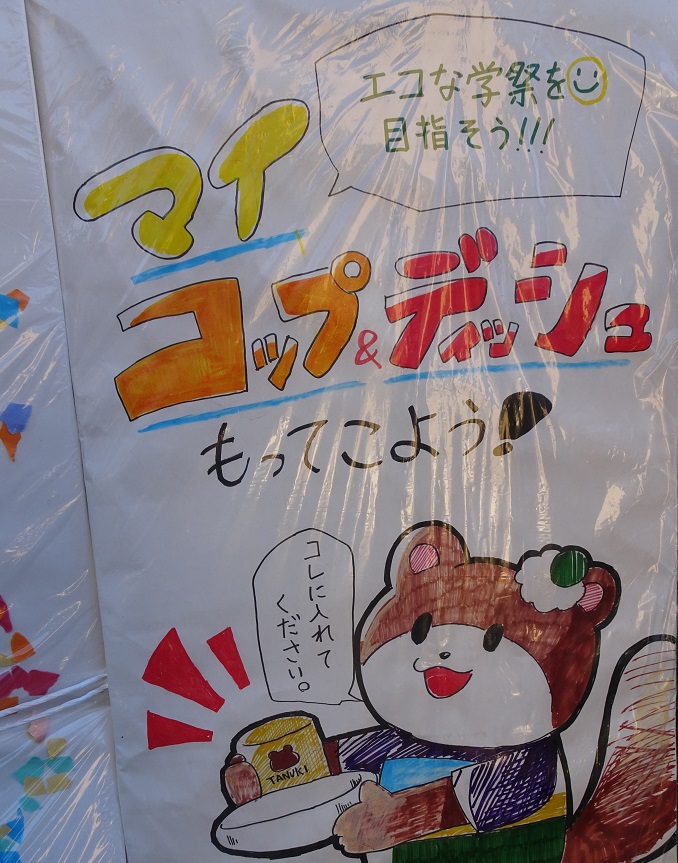 エコな学祭を
目指そう!!!
マイ
コップ&ディッシュ
もってこよう!
コレに入れて
ください。
TANUKI